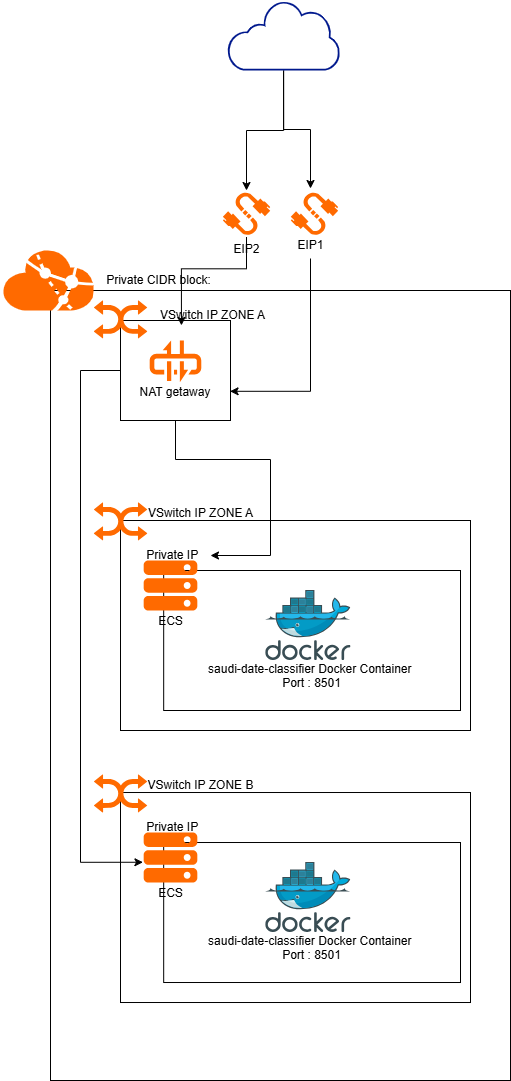 EIP2
EIP1
Private CIDR block:
VSwitch IP ZONE A
NAT getaway
VSwitch IP ZONE A
Private IP
ECS
docker
saudi-date-classifier Docker Container
Port : 8501
VSwitch IP ZONE B
Private IP
ECS
docker
saudi-date-classifier Docker Container
Port : 8501